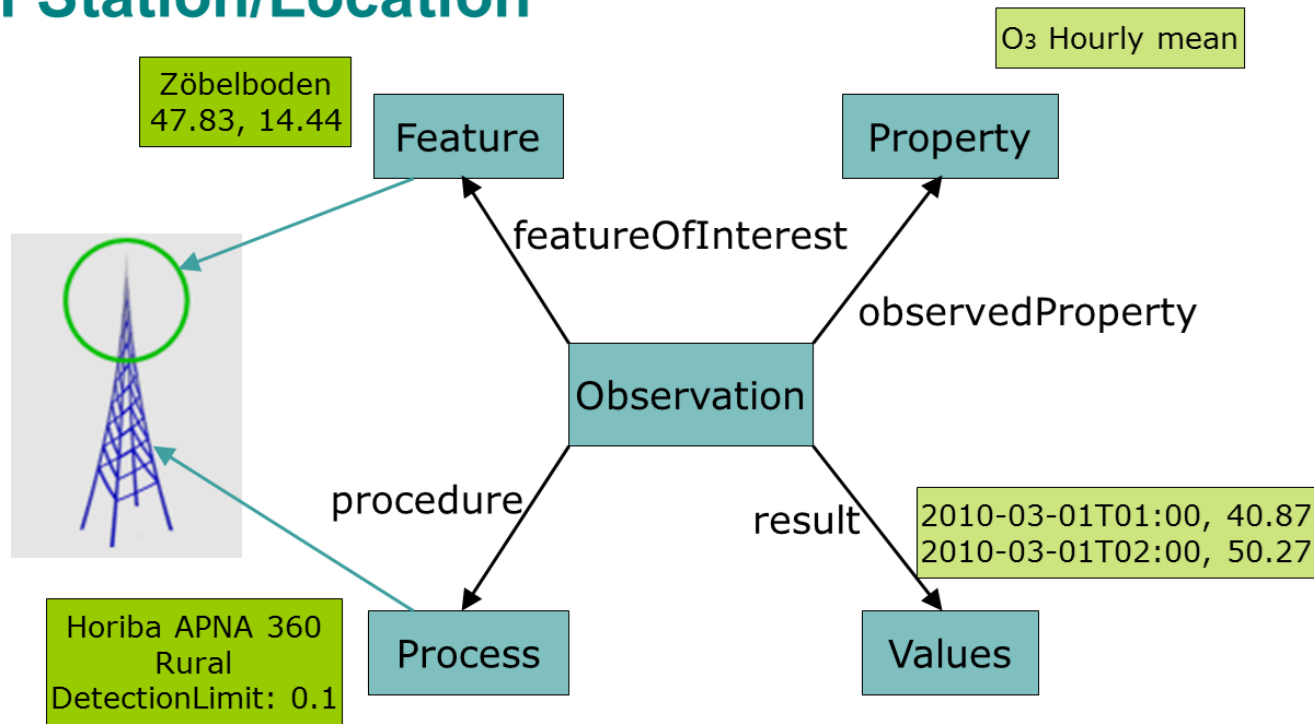 Station/Location
O3 Hourly mean
Zöbelboden
47.83, 14.44
Feature
Property
featureOfInterest
observedProperty
Observation
procedure
result
2010-03-01T01:00, 40.87
2010-03-01T02:00, 50.27
Horiba APNA 360
Rural
DetectionLimit: 0.1
Process
Values